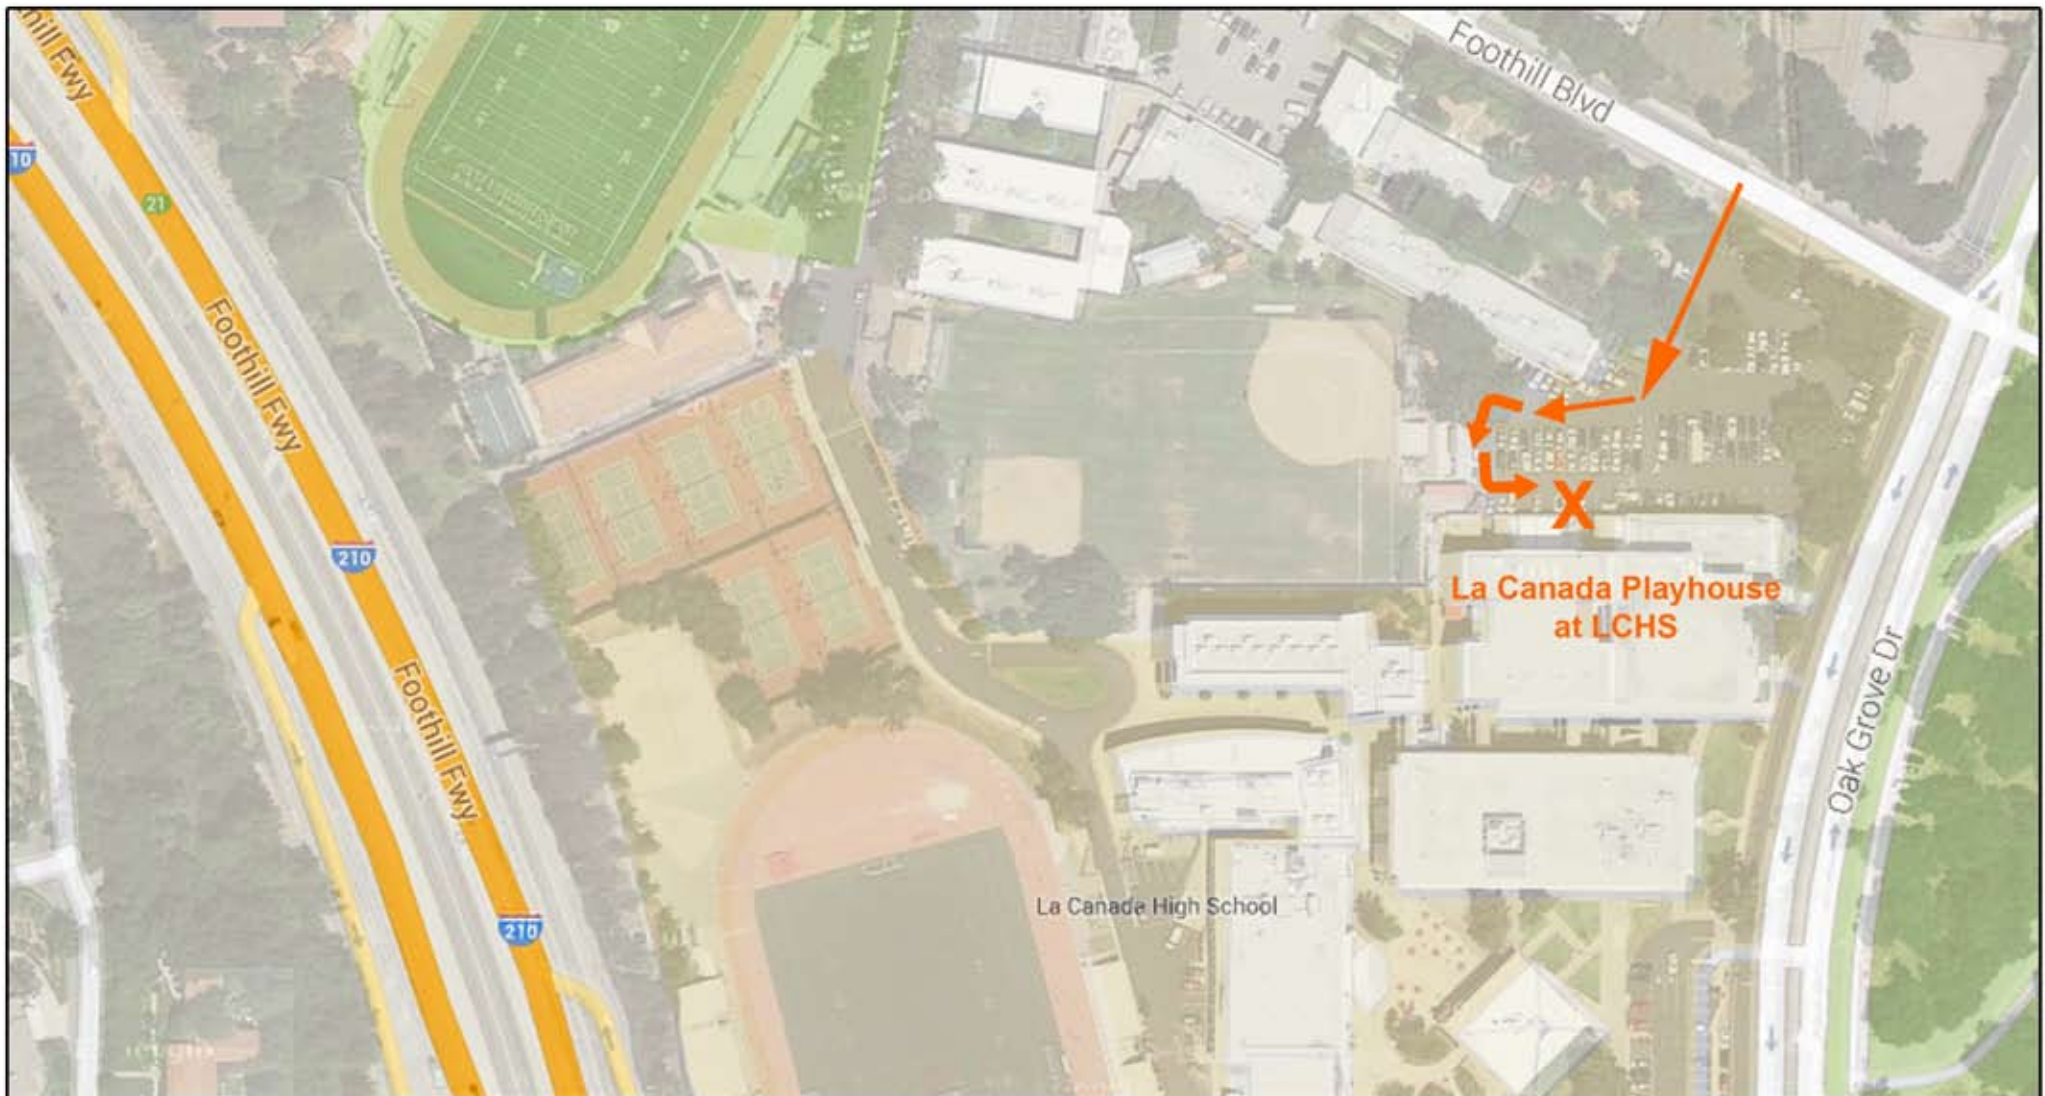 hill Fwy
Foothill Blvd
10
21
Foothill Fwy
210
X
La Canada Playhouse
at LCHS
Foothill Fwy
Oak Grove Dr
La Canada High School
210